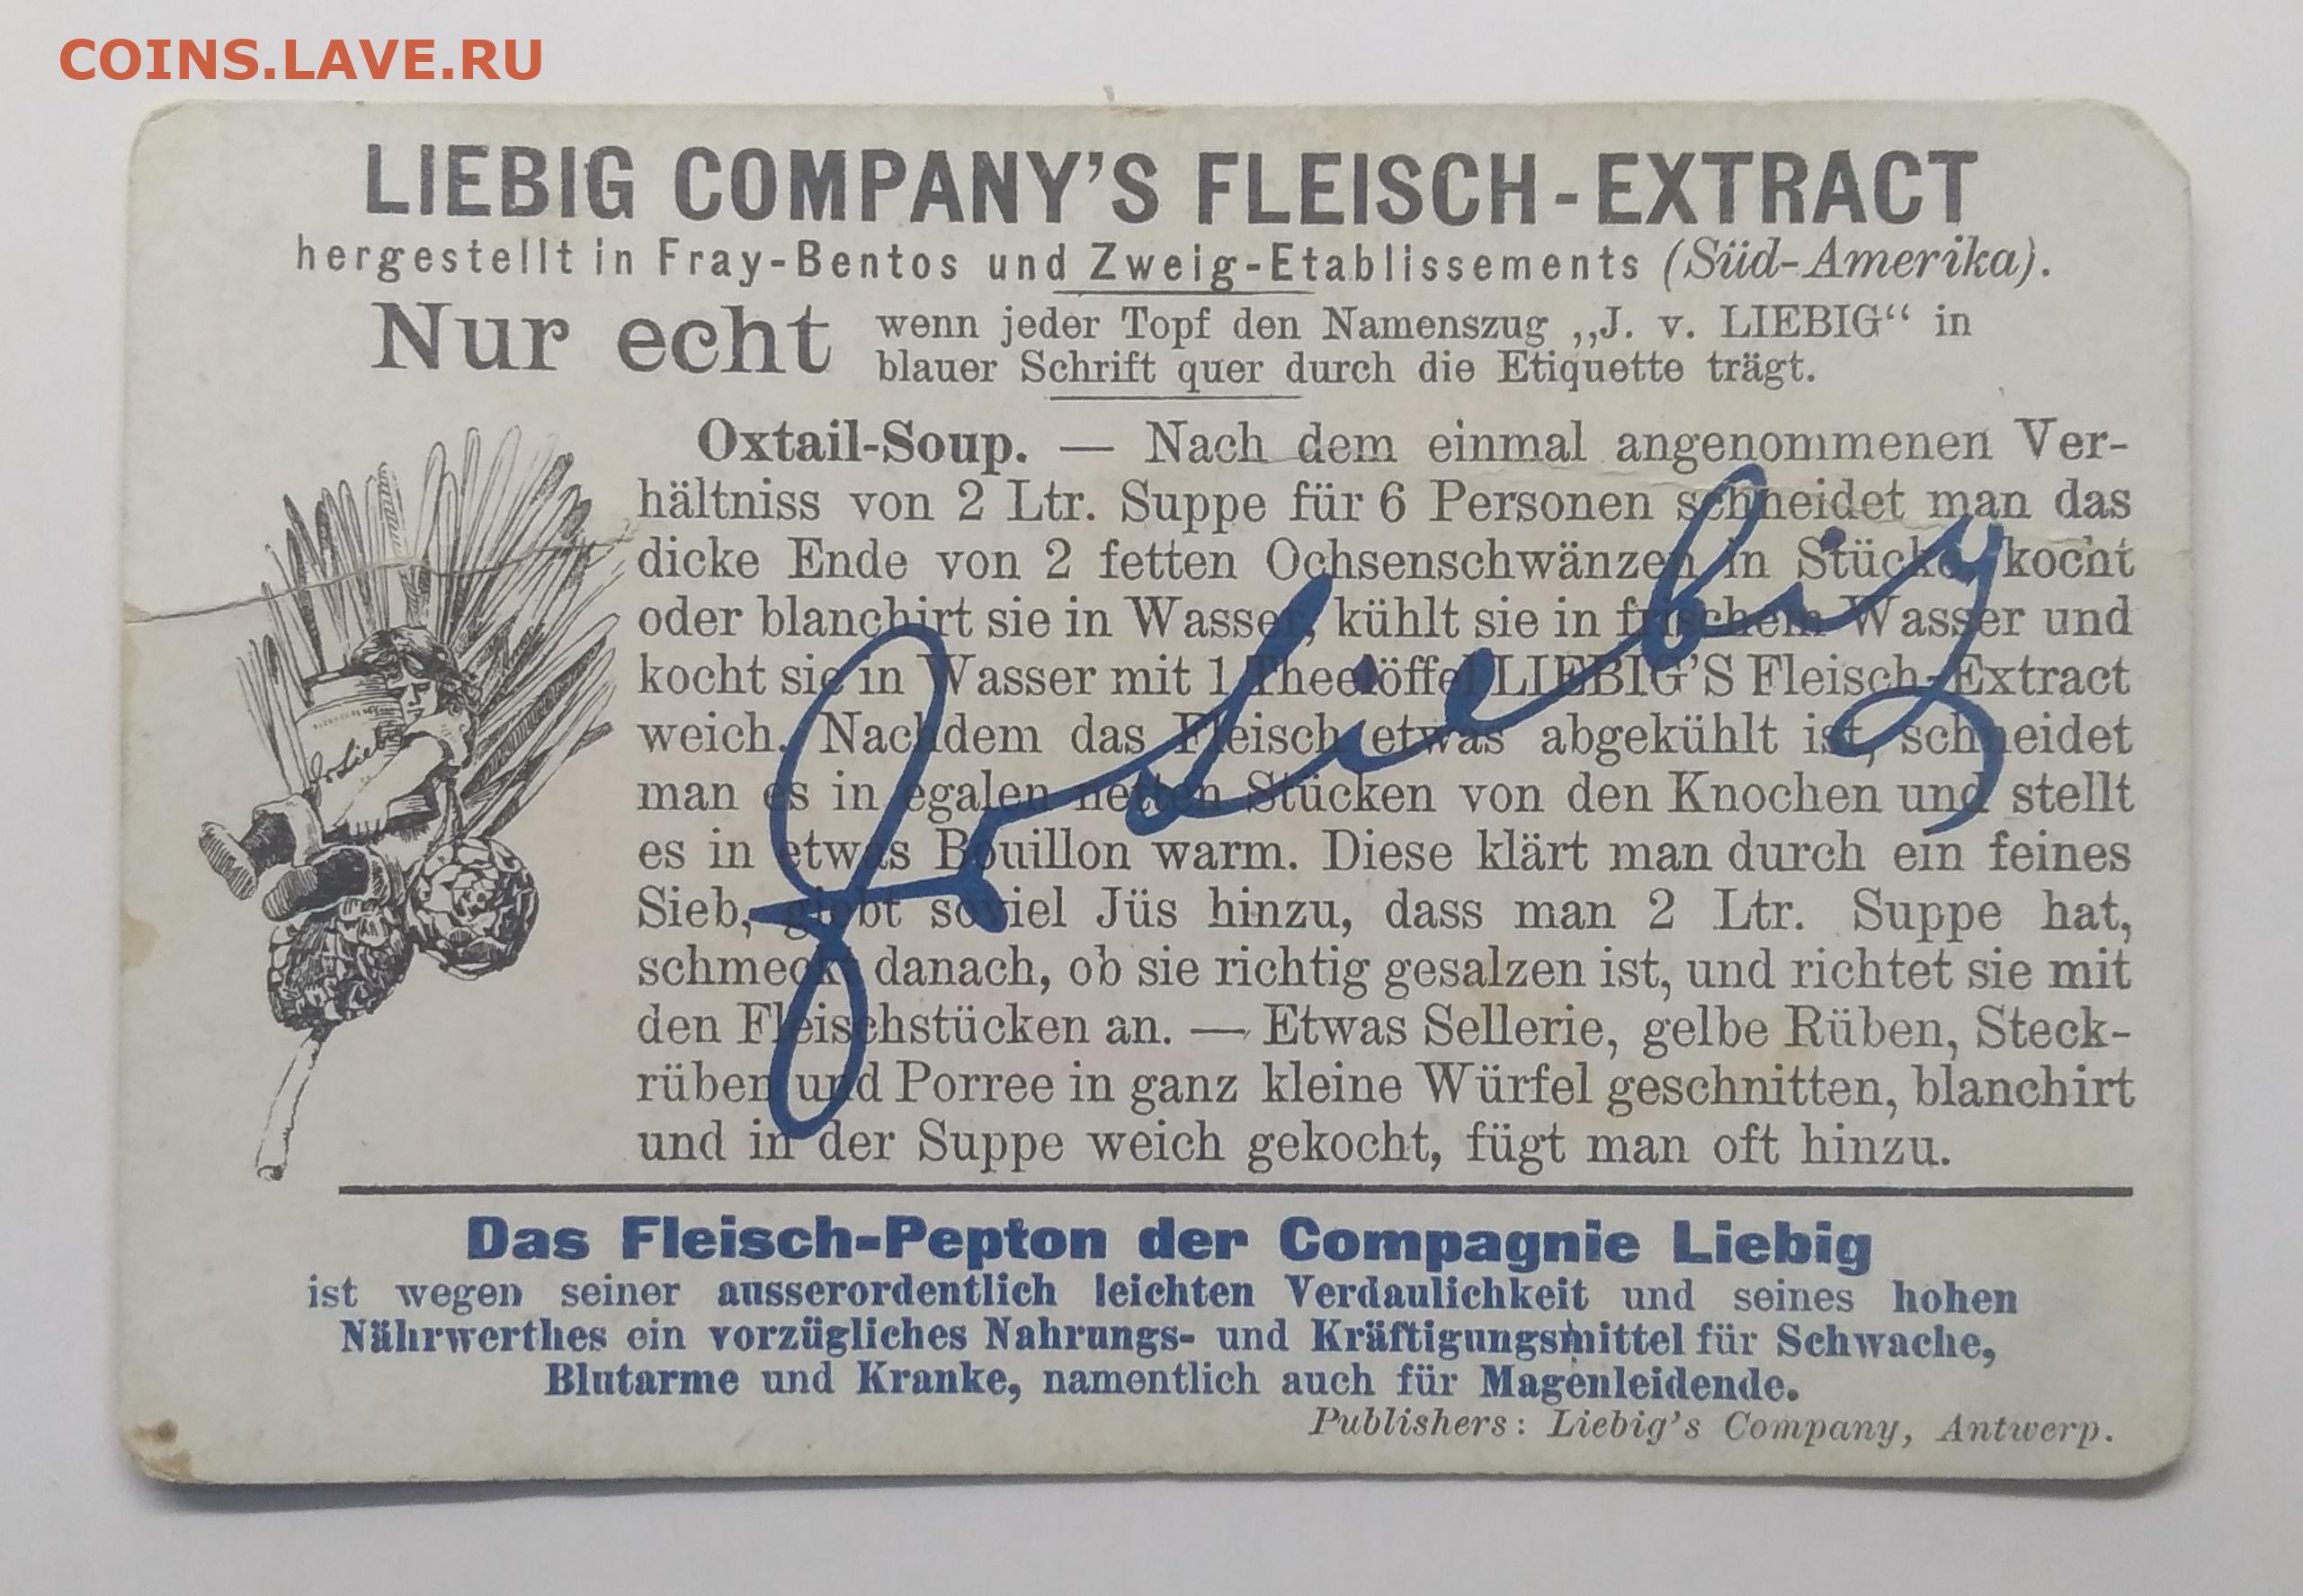 COINS.LAVE.RU
LIEBIG COMPANY’S FLEISCH-EXTRACT
hergestellt in Fray-Bentos und Zweig-Etablissements (Süd-Amerika).
Nur echt wenn jeder Topf den Namenszug „J. v. LIEBIG“ in
blauer Schrift quer durch die Etiquette trägt.
Oxtail-Soup. — Nach dem einmal angenommenen Ver-
hältniss von 2 Ltr. Suppe für 6 Personen schneidet man das
dicke Ende von 2 fetten Ochsenschwänzen in Stücke, kocht
oder blanchirt sie in Wasser, kühlt sie in frischem Wasser und
kocht sie in Wasser mit 1 Theelöffel LIEBIG’S Fleisch-Extract
weich. Nachdem das Fleisch etwas abgekühlt ist, schneidet
man es in egalen netten Stücken von den Knochen und stellt
es in etwas Bouillon warm. Diese klärt man durch ein feines
Sieb, giebt soviel Jüs hinzu, dass man 2 Ltr. Suppe hat,
schmeckt danach, ob sie richtig gesalzen ist, und richtet sie mit
den Fleischstücken an. — Etwas Sellerie, gelbe Rüben, Steck-
rüben und Porree in ganz kleine Würfel geschnitten, blanchirt
und in der Suppe weich gekocht, fügt man oft hinzu.
JvLiebig
Das Fleisch-Pepton der Compagnie Liebig
ist wegen seiner ausserordentlich leichten Verdaulichkeit und seines hohen
Nährwerthes ein vorzügliches Nahrungs- und Kräftigungsmittel für Schwache,
Blutarme und Kranke, namentlich auch für Magenleidende.
Publishers: Liebig’s Company, Antwerp.